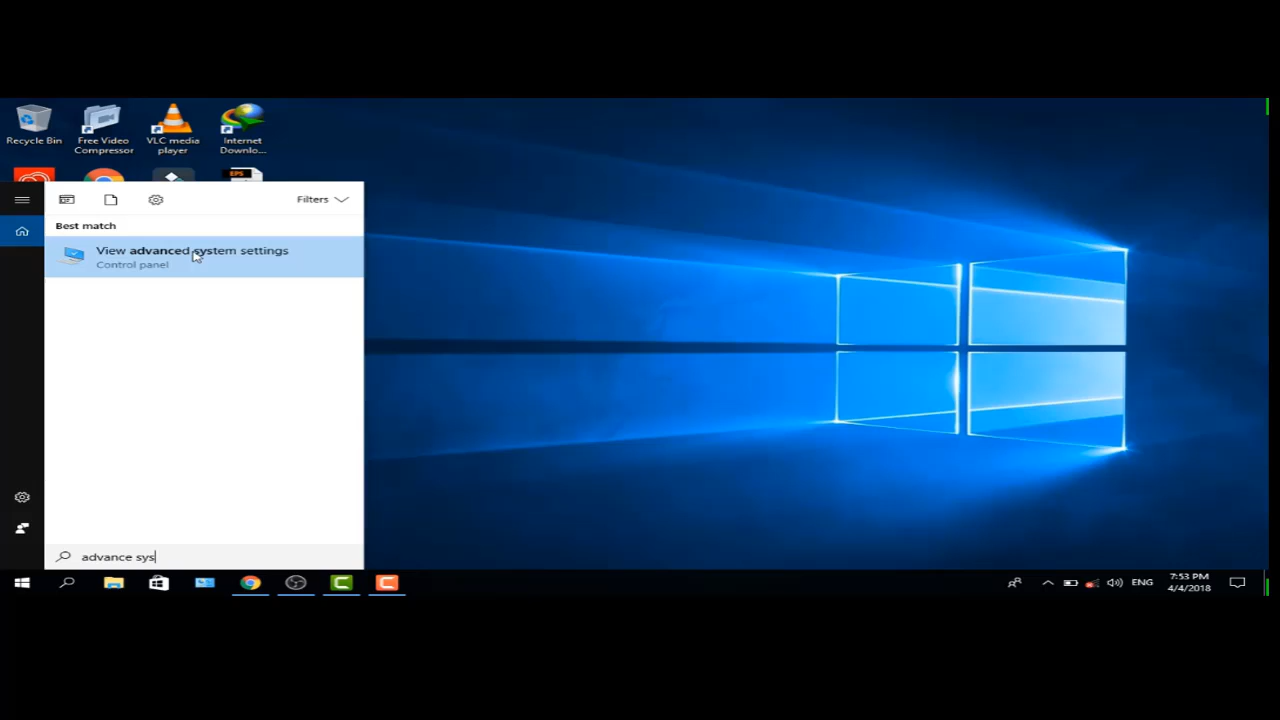 Recycle Bin
Free Video
Compressor
VLC media
player
Internet
Downlo...
EPS
Filters
Best match
View advanced system settings
Control panel
advance sys
ENG
7:53 PM
4/4/2018